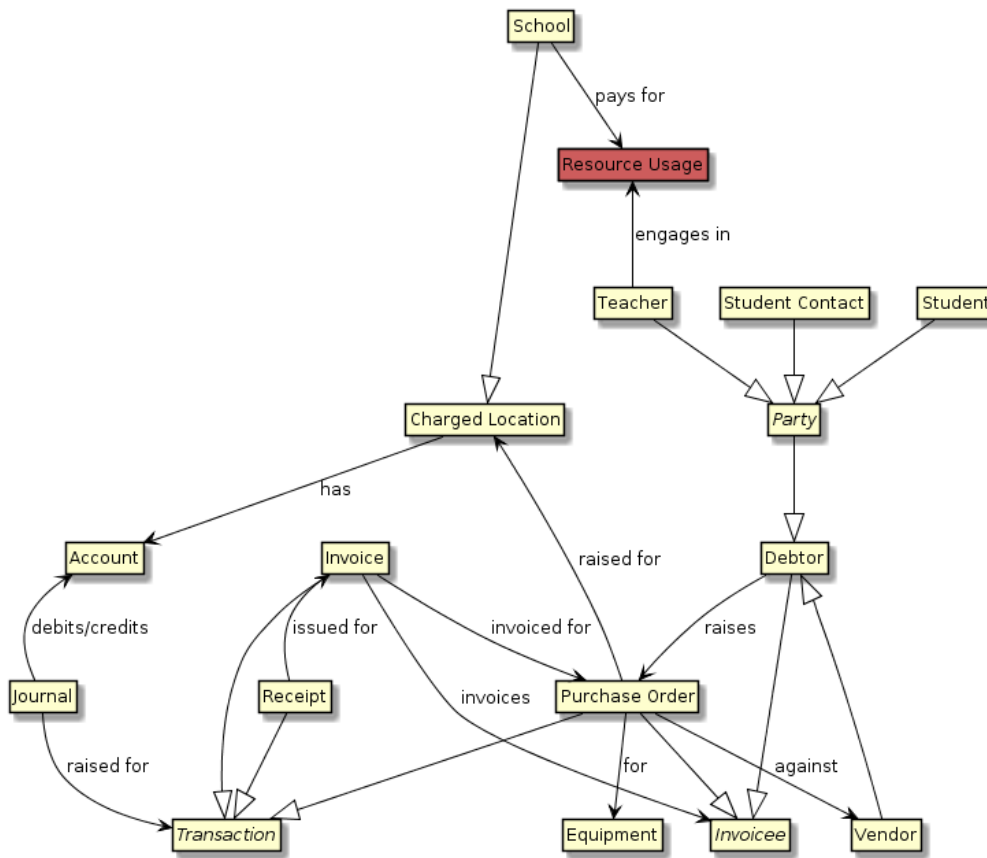 School
pays for
Resource Usage
engages in
Teacher
Student Contact
Student
Charged Location
Party
has
Account
Invoice
raised for
Debtor
debits/credits
issued for
invoiced for
raises
Journal
Receipt
invoices
Purchase Order
raised for
for
against
Transaction
Equipment
Invoicee
Vendor